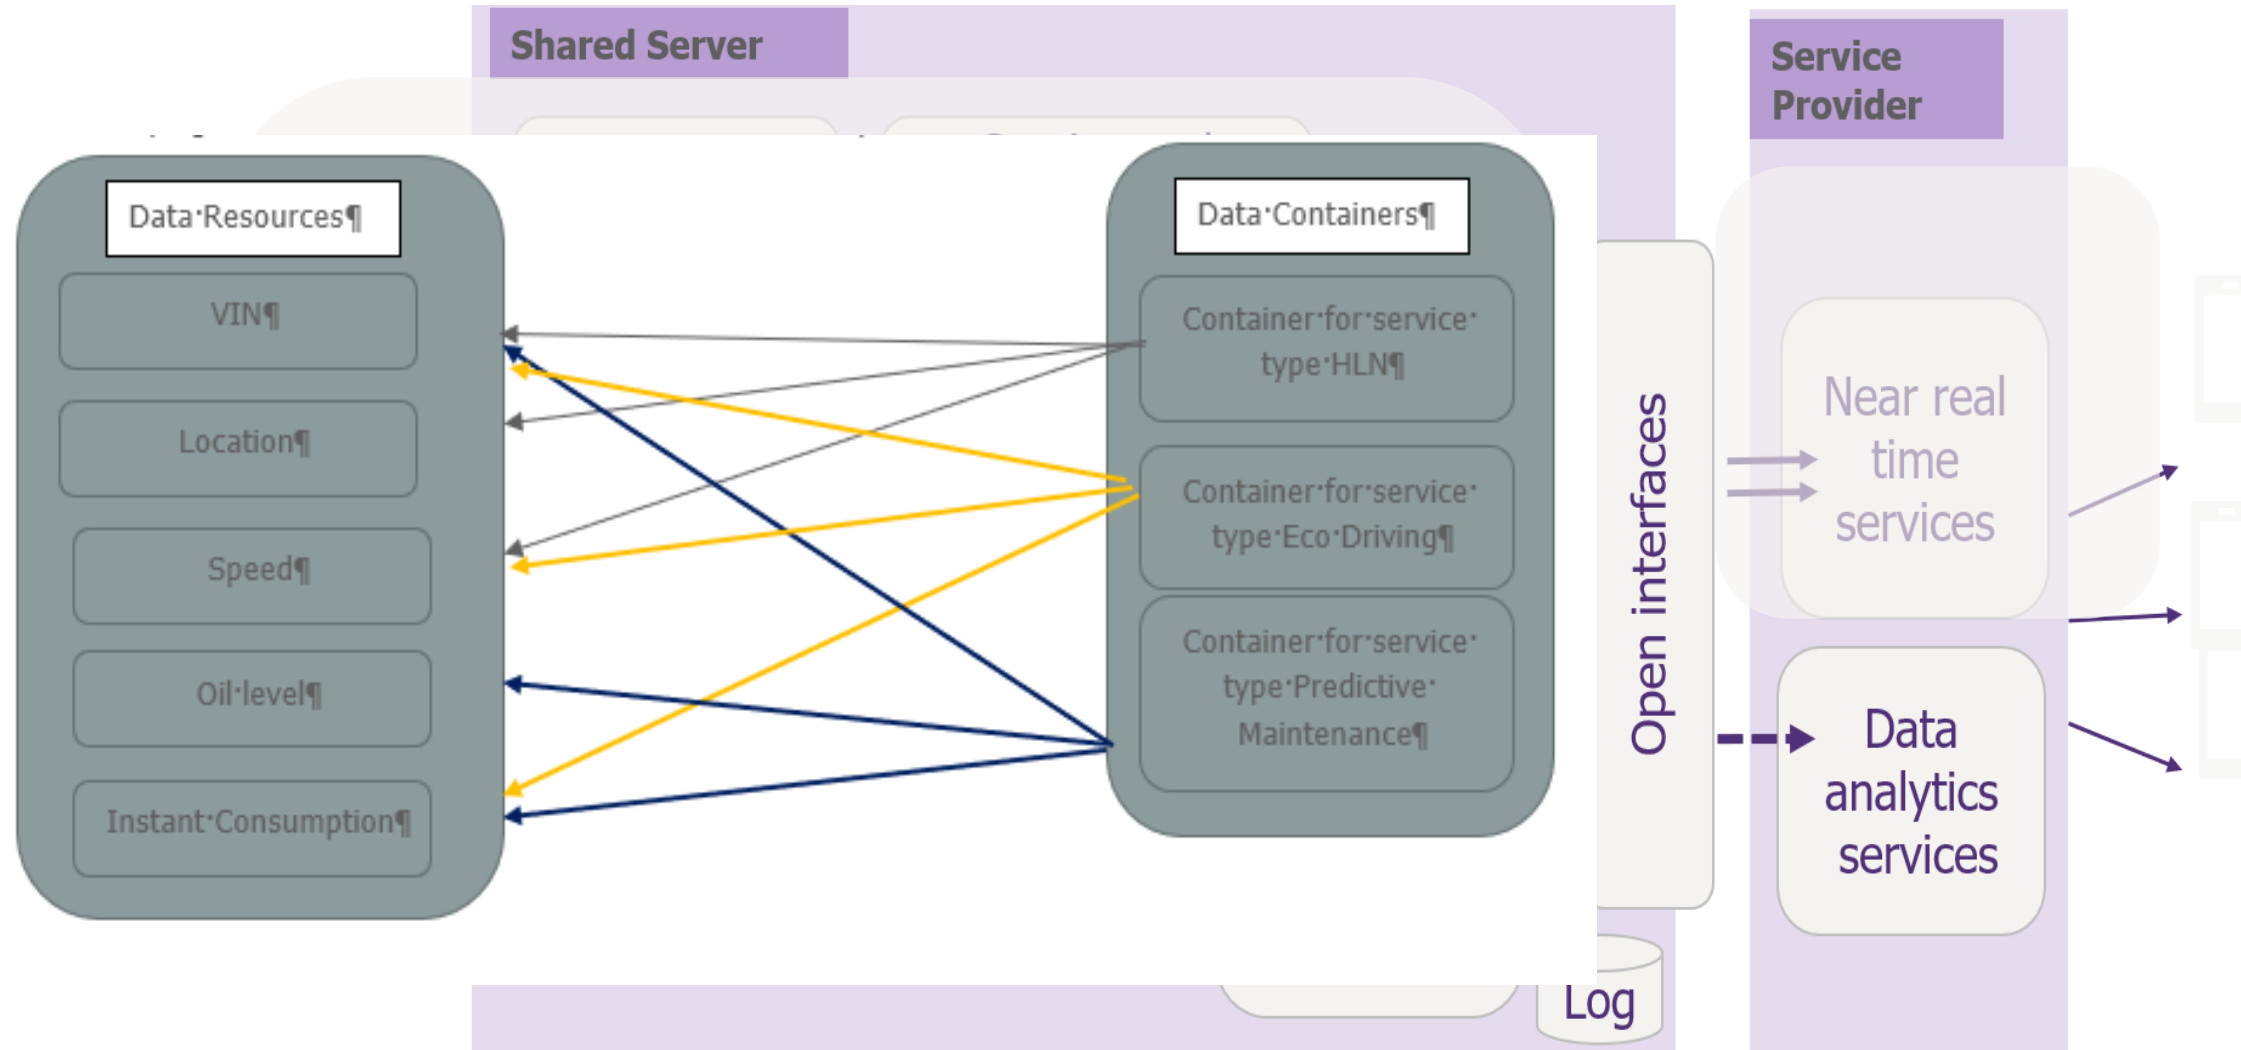 Shared Server
Service
Provider
Data·Resources¶
VIN¶
Location¶
Speed¶
Oil·level¶
Instant·Consumption¶
Data·Containers¶
Container·for·service·
type·HLN¶
Container·for·service·
type·Eco·Driving¶
Container·for·service·
type·Predictive·
Maintenance¶
Open interfaces
Near real
time
services
Data
analytics
services
Log